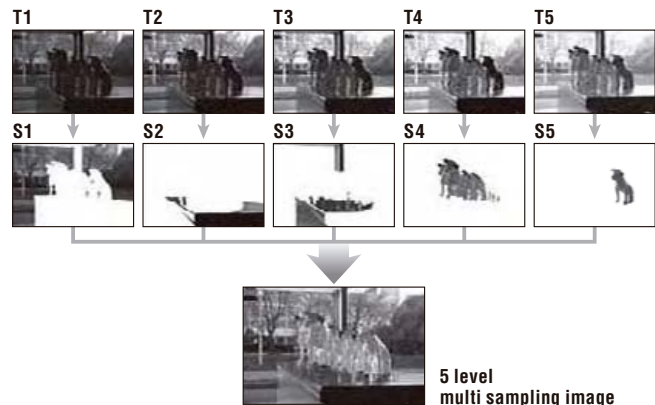 T1
T2
T3
T4
T5
S1
S2
S3
S4
S5
5 level
multi sampling image